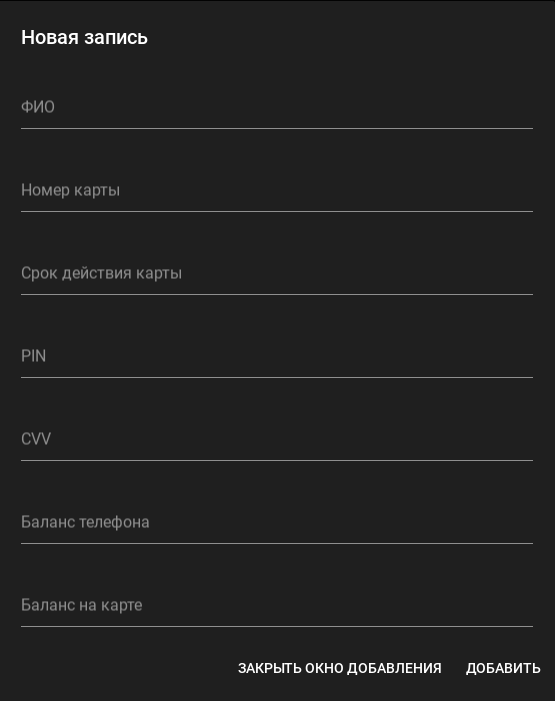 Новая запись
ФИО
Номер карты
Срок действия карты
PIN
CVV
Баланс телефона
Баланс на карте
ЗАКРЫТЬ ОКНО ДОБАВЛЕНИЯ ДОБАВИТЬ